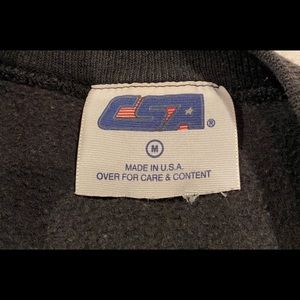 CSA ®
M
MADE IN U.S.A.
OVER FOR CARE & CONTENT